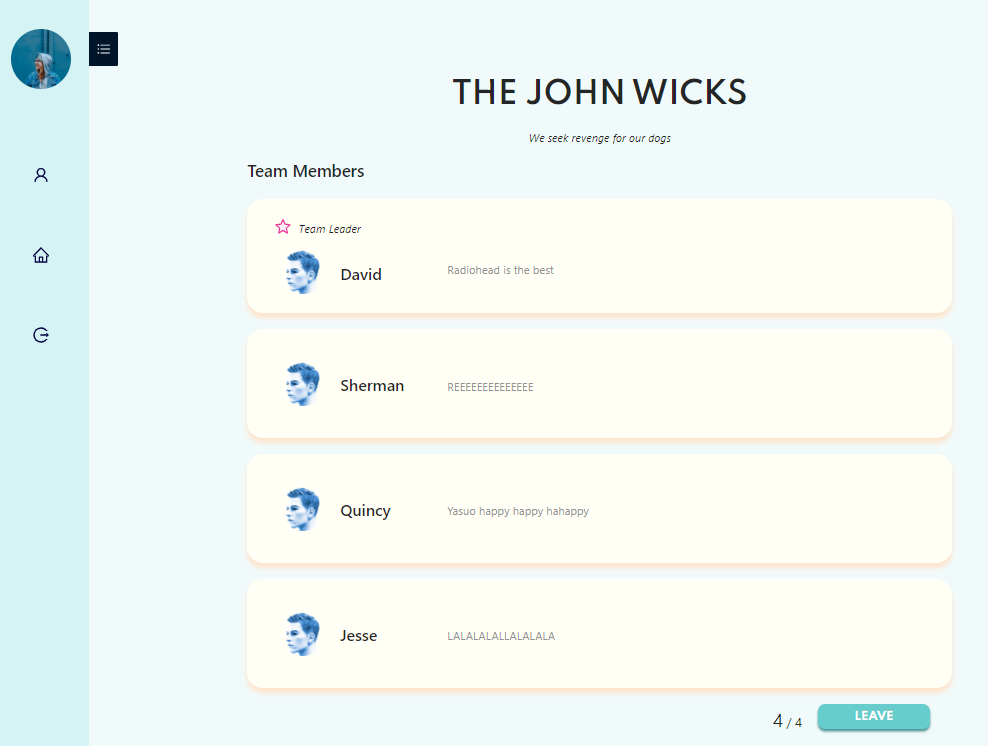 THE JOHN WICKS
We seek revenge for our dogs
Team Members
Team Leader
David
Radiohead is the best
Sherman
REEEEEEEEEEEEEE
Quincy
Yasuo happy happy hahappy
Jesse
LALALALALLALALALA
4 / 4
LEAVE